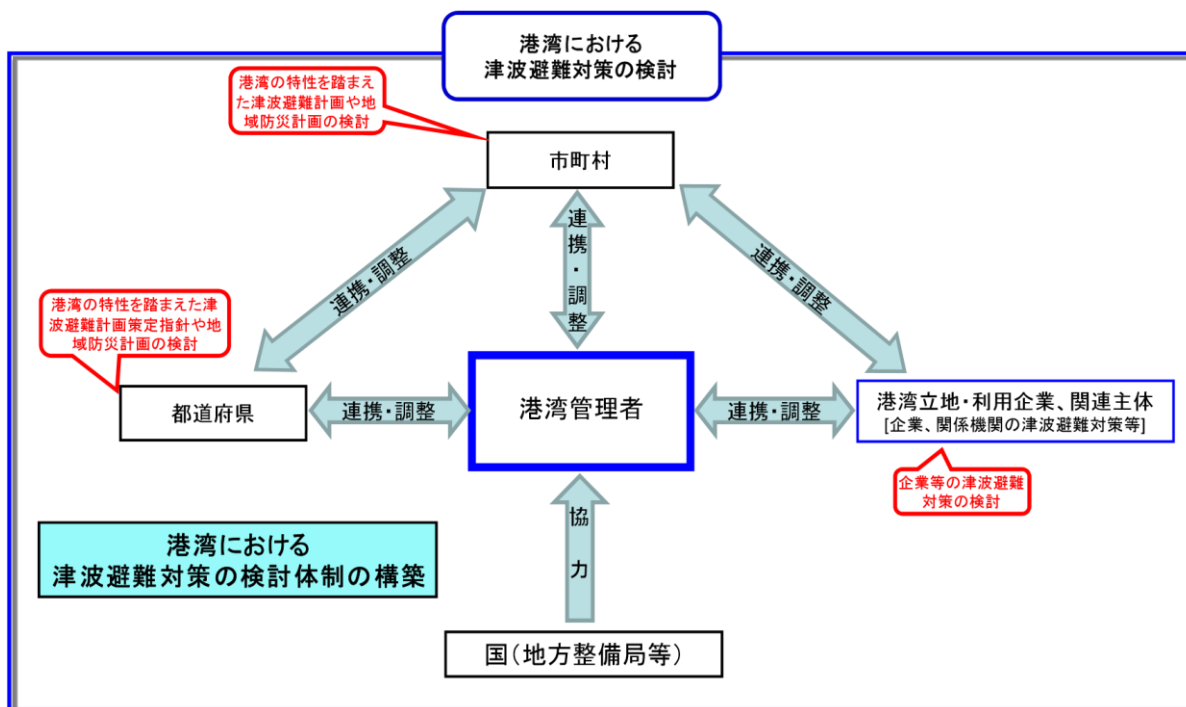 港湾における
津波避難対策の検討
港湾の特性を踏まえ
た津波避難計画や地
域防災計画の検討
市町村
連携・調整
連携・調整
連携・調整
港湾の特性を踏まえた津
波避難計画策定指針や地
域防災計画の検討
都道府県
連携・調整
港湾管理者
連携・調整
港湾立地・利用企業、関連主体
[企業、関係機関の津波避難対策等]
企業等の津波避難
対策の検討
協力
港湾における
津波避難対策の検討体制の構築
国(地方整備局等)